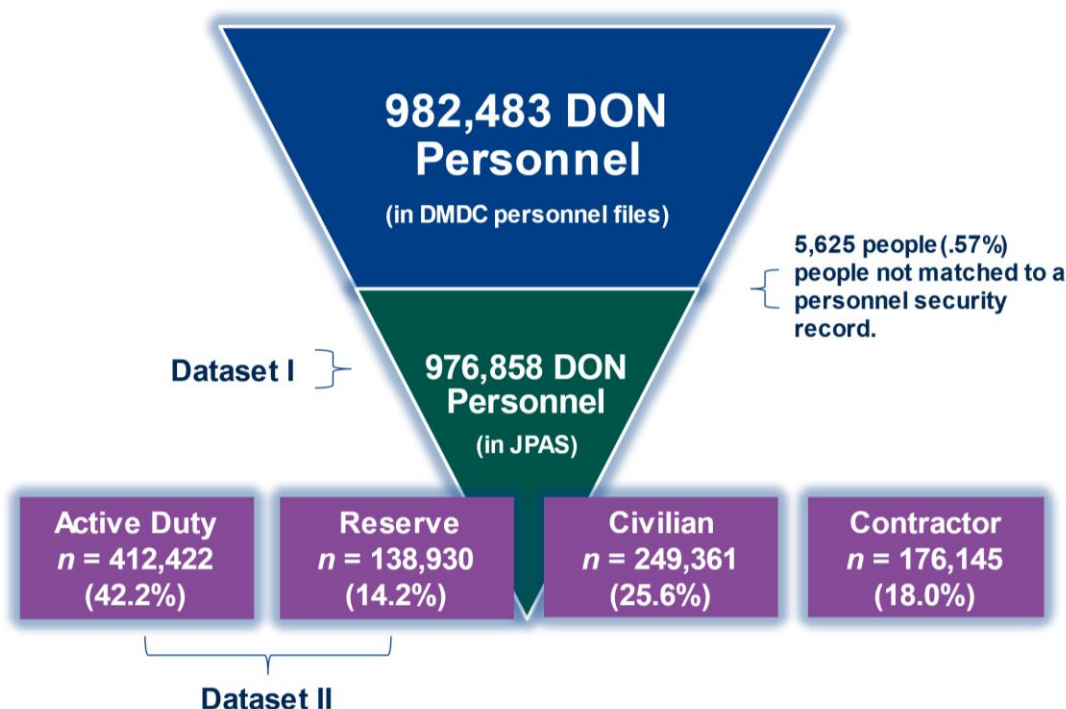 982,483 DON
Personnel
(in DMDC personnel files)
5,625 people(.57%)
people not matched to a
personnel security
record.
Dataset I
976,858 DON
Personnel
(in JPAS)
Active Duty
n = 412,422
(42.2%)
Reserve
n = 138,930
(14.2%)
Civilian
n = 249,361
(25.6%)
Contractor
n = 176,145
(18.0%)
Dataset II